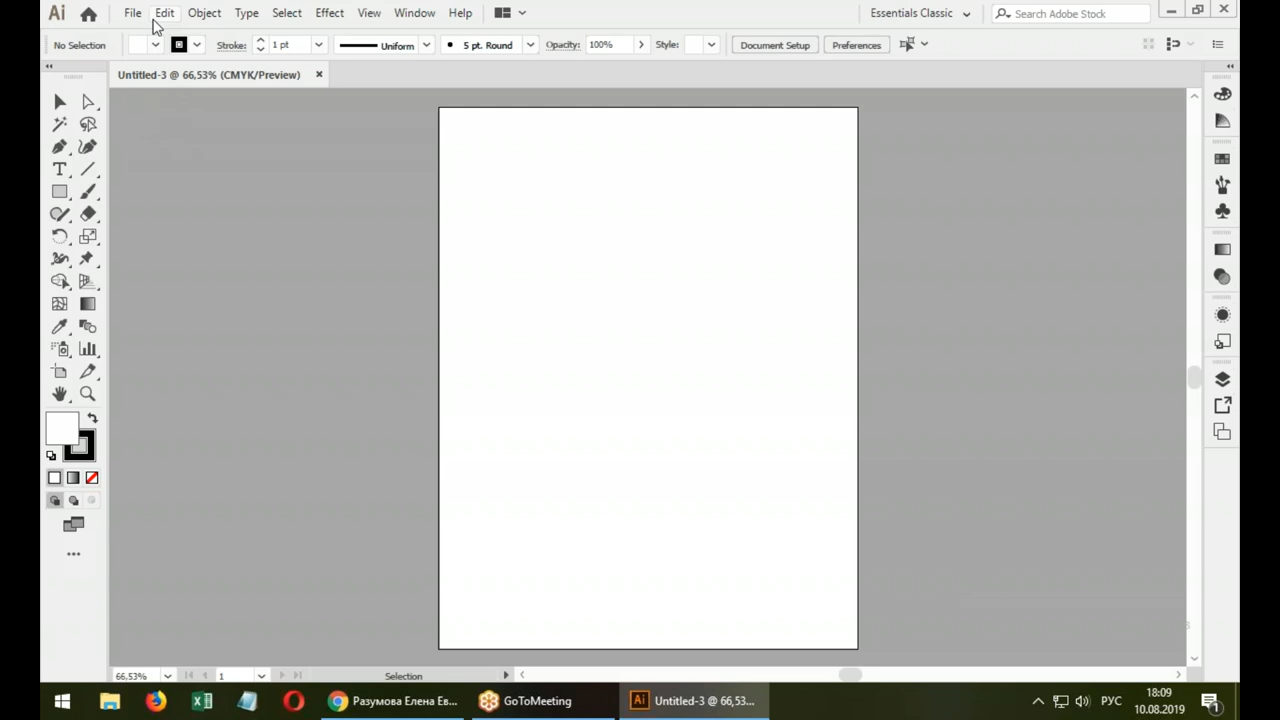 Ai File Edit Object Type Select Effect View Window Help Essentials Classic Search Adobe Stock
No Selection Stroke: 1 pt Uniform 5 pt. Round Opacity: 100% Style: Document Setup Preferences
Untitled-3 @ 66,53% (CMYK/Preview)
66,53% 1 Selection
Разумова Елена Ев... GoToMeeting Ai Untitled-3 @ 66,53... РУС 18:09
10.08.2019 1